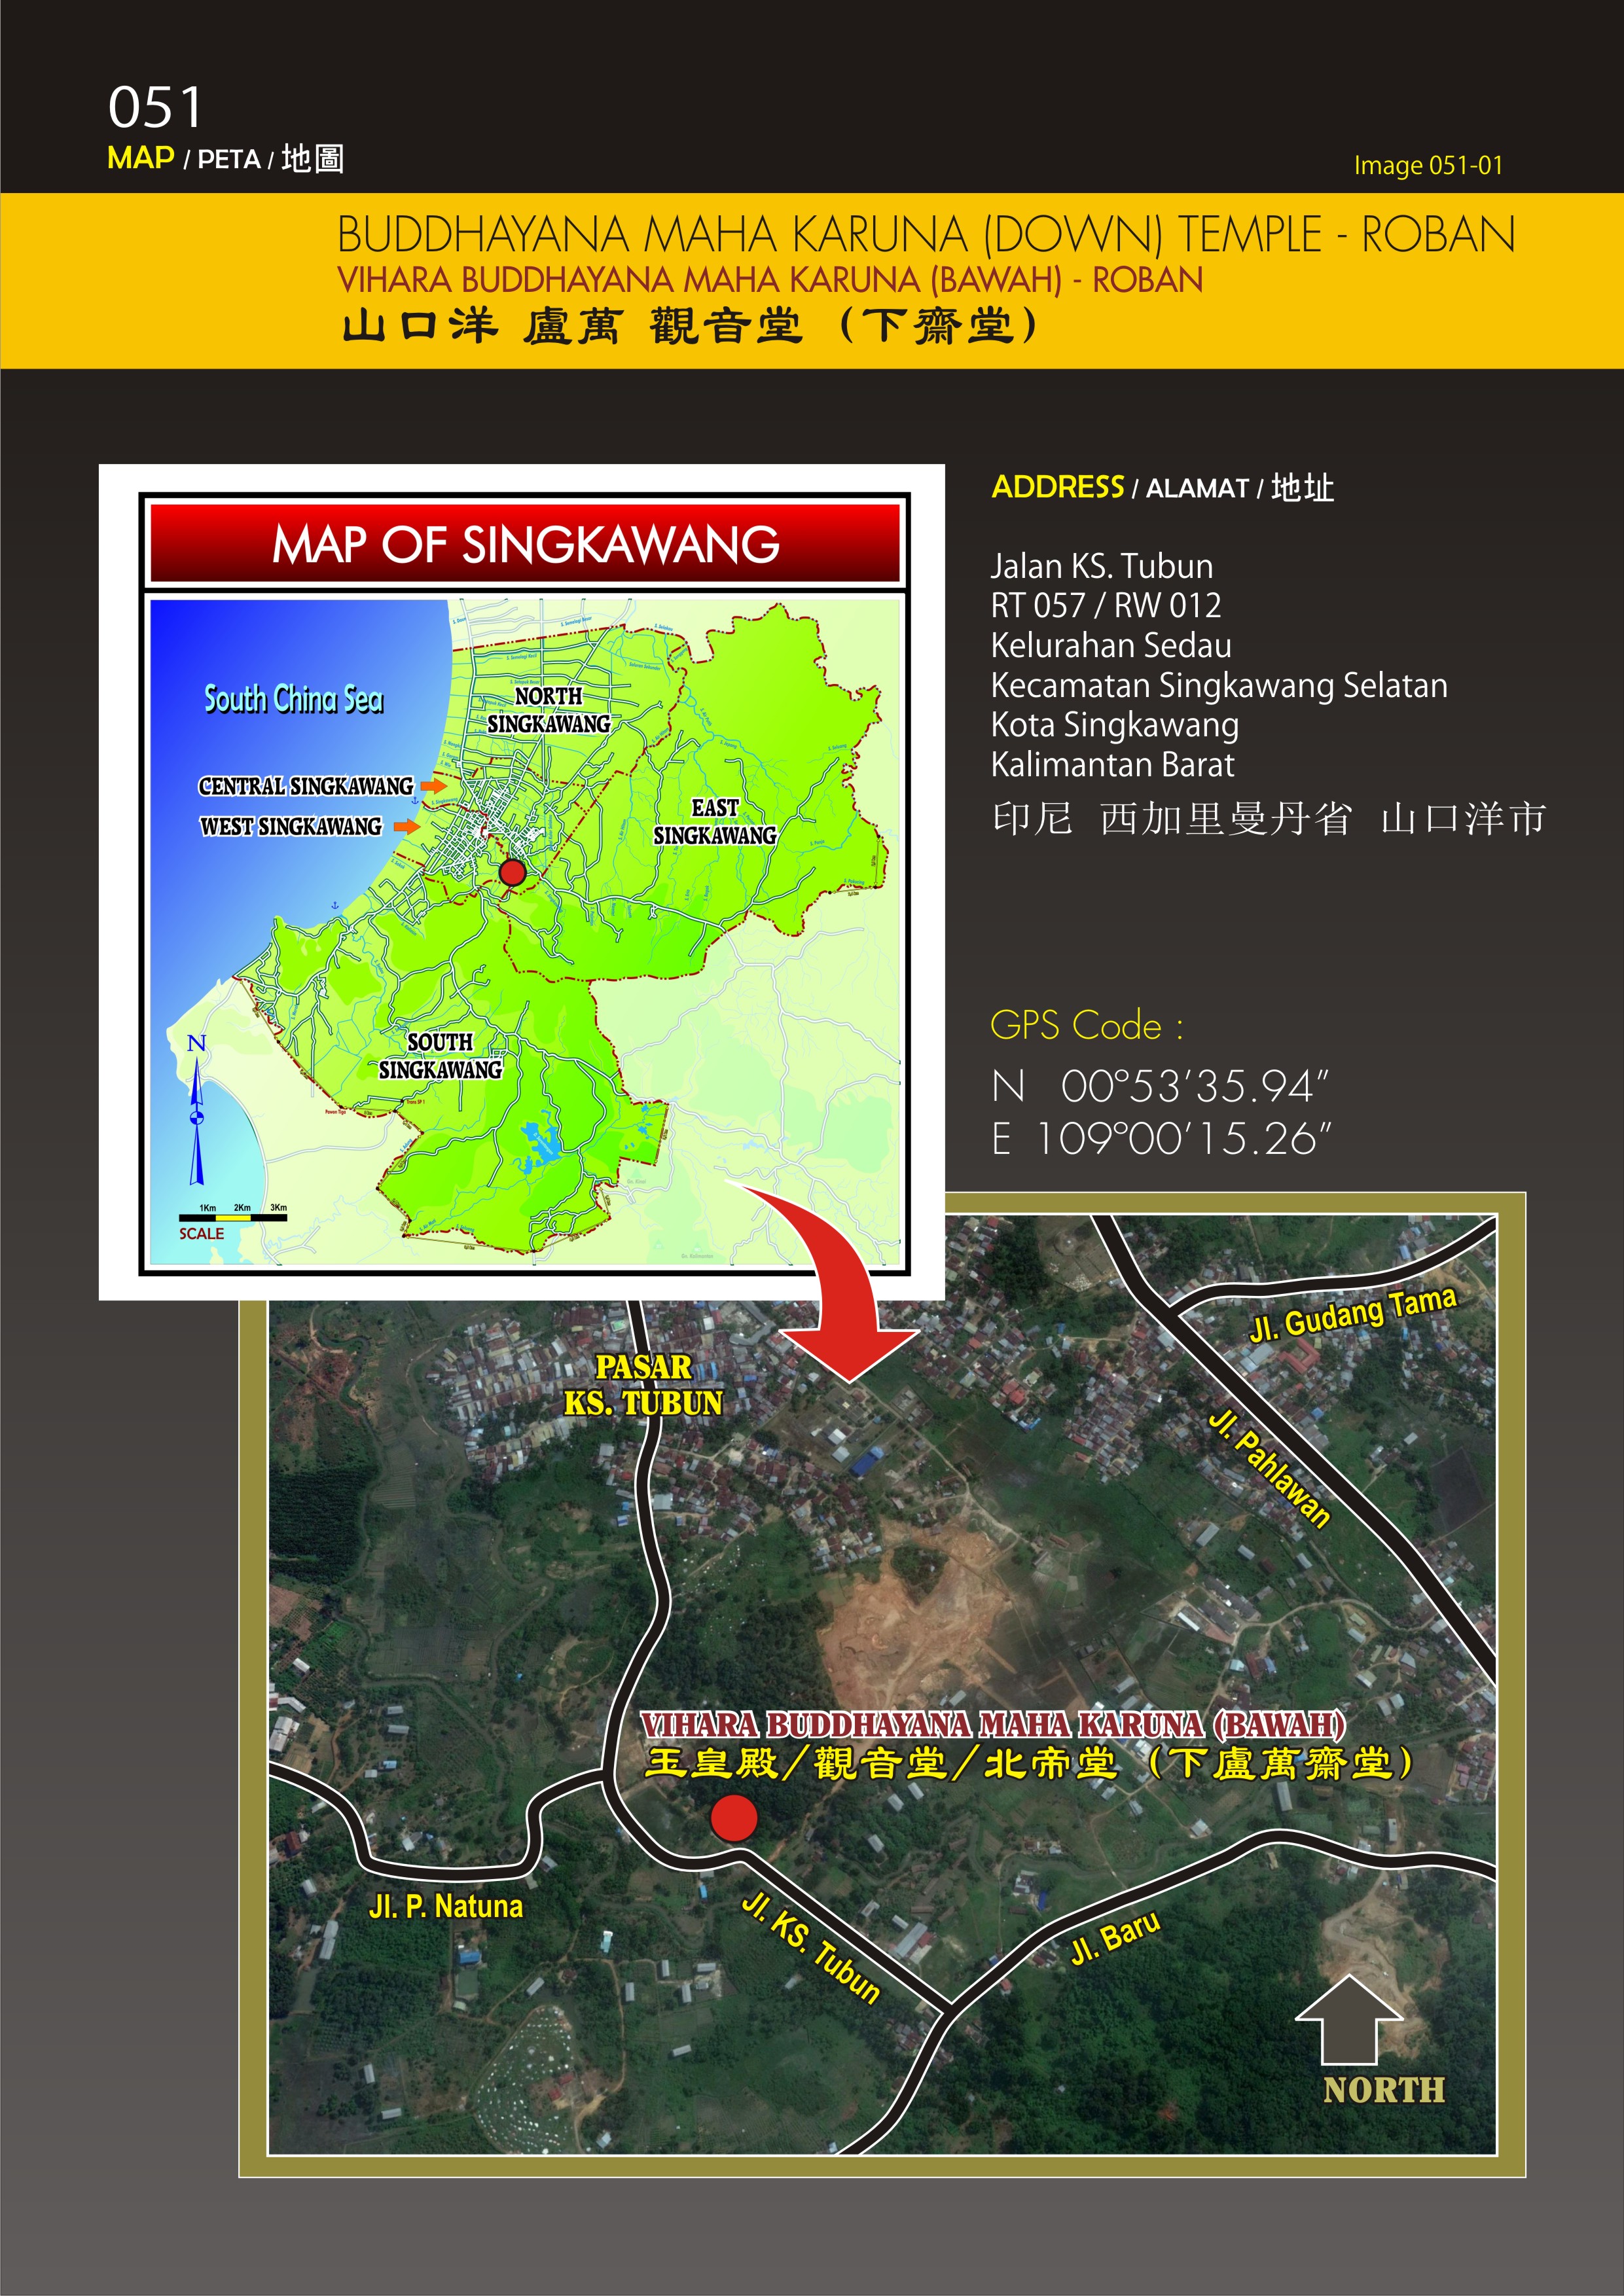 051
MAP / PETA / 地圖
Image 051-01
BUDDHAYANA MAHA KARUNA (DOWN) TEMPLE - ROBAN
VIHARA BUDDHAYANA MAHA KARUNA (BAWAH) - ROBAN
山口洋 盧萬 觀音堂 (下齋堂)
MAP OF SINGKAWANG
South China Sea
NORTH
SINGKAWANG
CENTRAL SINGKAWANG
WEST SINGKAWANG
EAST
SINGKAWANG
SOUTH
SINGKAWANG
N
1Km 2Km 3Km
SCALE
ADDRESS / ALAMAT / 地址
Jalan KS. Tubun
RT 057 / RW 012
Kelurahan Sedau
Kecamatan Singkawang Selatan
Kota Singkawang
Kalimantan Barat
印尼 西加里曼丹省 山口洋市
GPS Code :
N 00°53'35.94"
E 109°00'15.26"
Jl. Gudang Tama
PASAR
KS. TUBUN
Jl. Pahlawan
VIHARA BUDDHAYANA MAHA KARUNA (BAWAH)
玉皇殿/觀音堂/北帝堂 (下盧萬齋堂)
Jl. P. Natuna
Jl. KS. Tubun
Jl. Baru
NORTH